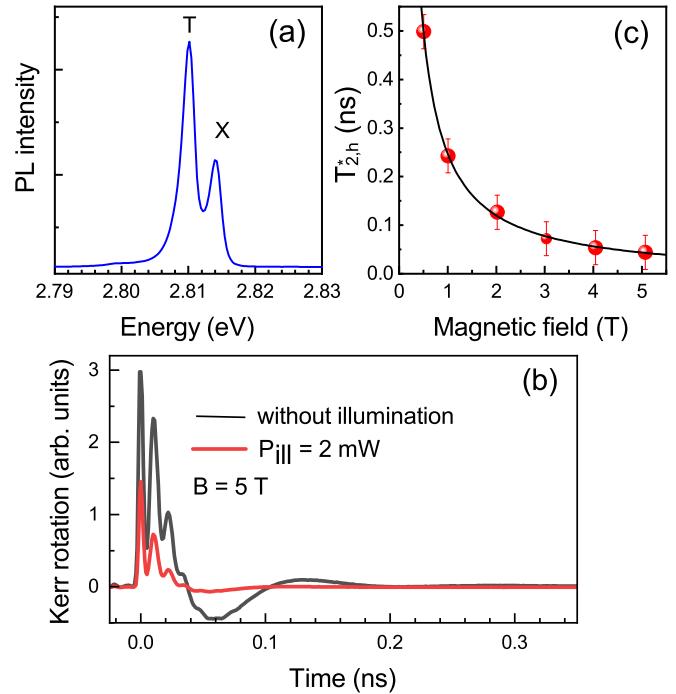 (a)
T
X
PL intensity
2.79 2.80 2.81 2.82 2.83
Energy (eV)
(c)
T*2,h (ns)
0.5
0.4
0.3
0.2
0.1
0.0
0 1 2 3 4 5
Magnetic field (T)
(b)
Kerr rotation (arb. units)
3
2
1
0
without illumination
Pill = 2 mW
B = 5 T
0.0 0.1 0.2 0.3
Time (ns)